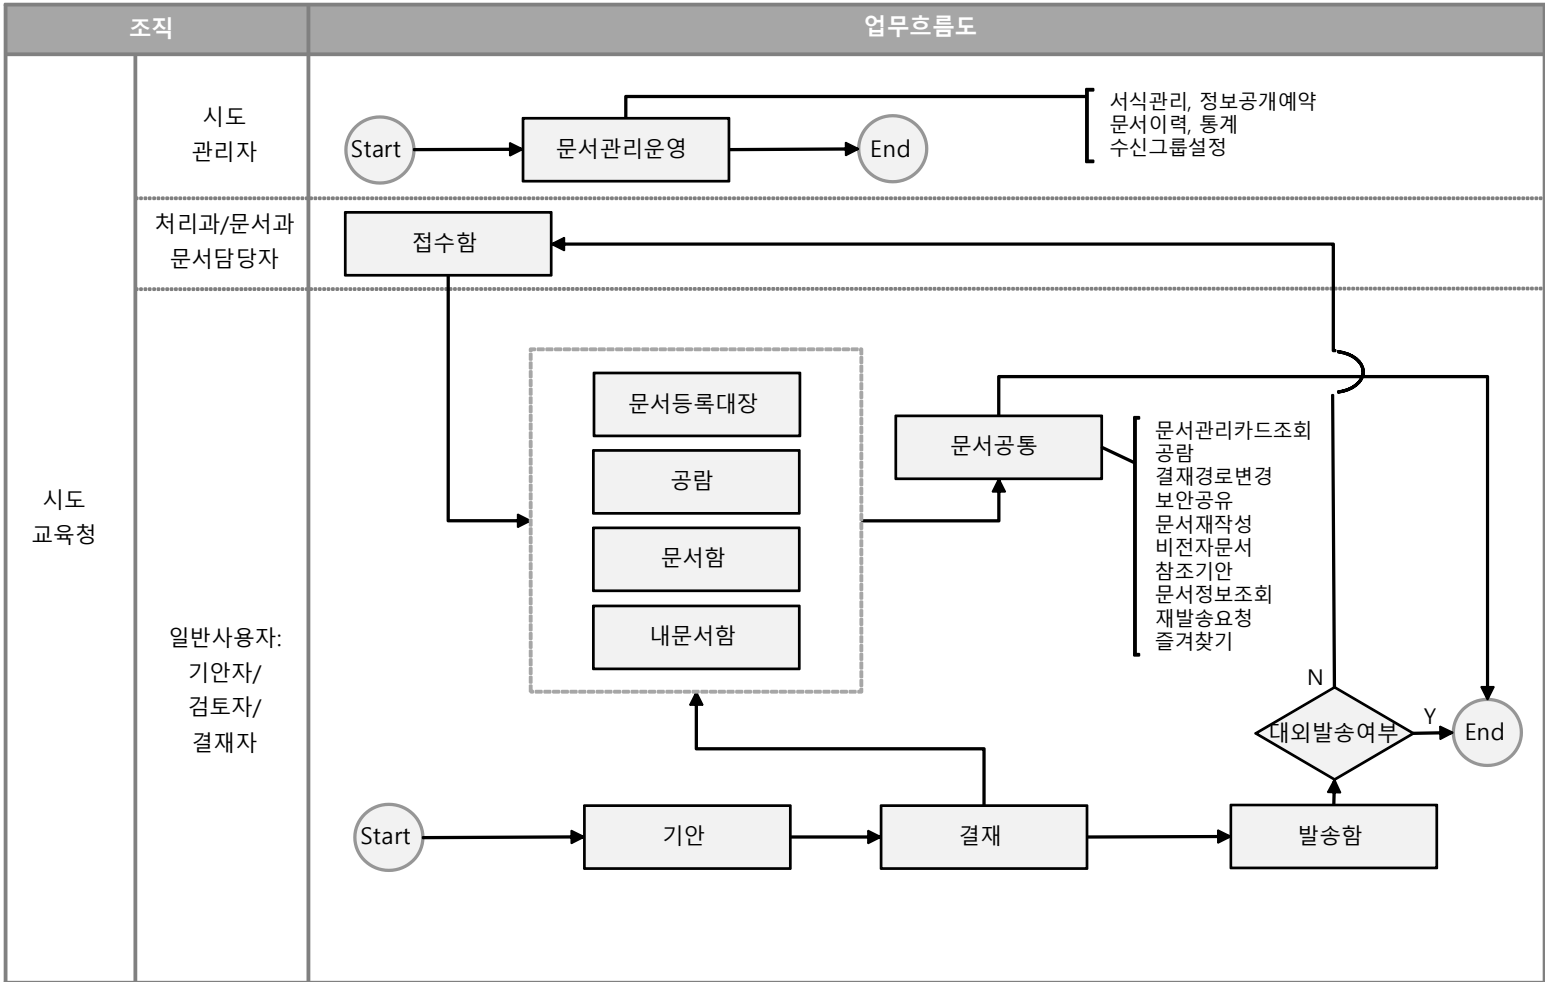 조직
업무흐름도
시도
관리자
Start
문서관리운영
End
서식관리, 정보공개예약
문서이력, 통계
수신그룹설정
처리과/문서과
문서담당자
접수함
시도
교육청
일반사용자:
기안자/
검토자/
결재자
문서등록대장
공람
문서함
내문서함
문서공통
문서관리카드조회
공람
결재경로변경
보안공유
문서재작성
비전자문서
참조기안
문서정보조회
재발송요청
즐겨찾기
N
대외발송여부
Y
End
Start
기안
결재
발송함